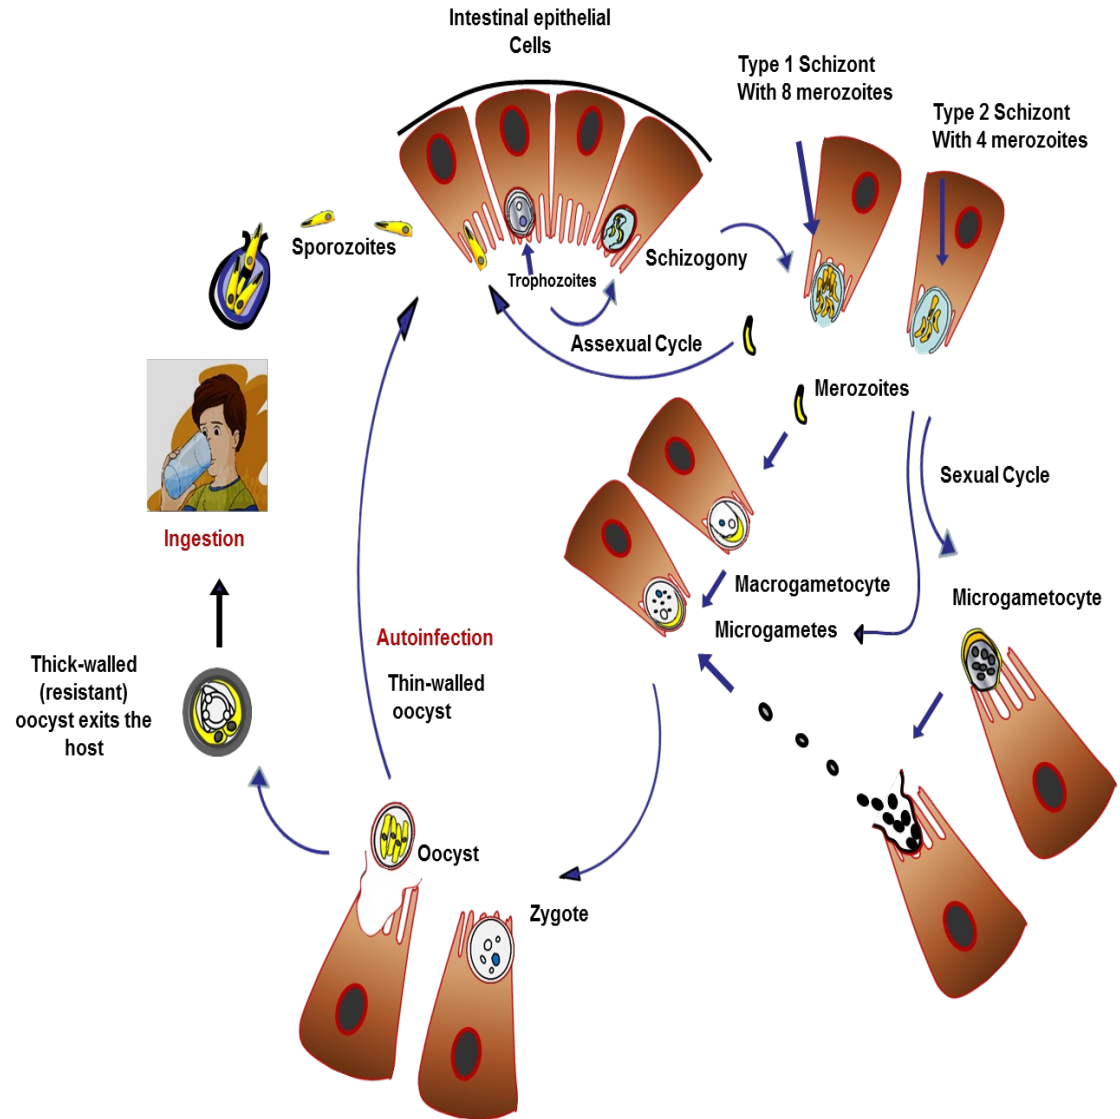 Intestinal epithelial
Cells
Type 1 Schizont
With 8 merozoites
Type 2 Schizont
With 4 merozoites
Sporozoites
Trophozoites
Schizogony
Assexual Cycle
Merozoites
Sexual Cycle
Ingestion
Macrogametocyte
Microgametocyte
Microgametes
Autoinfection
Thin-walled
oocyst
Thick-walled
(resistant)
oocyst exits the
host
Oocyst
Zygote